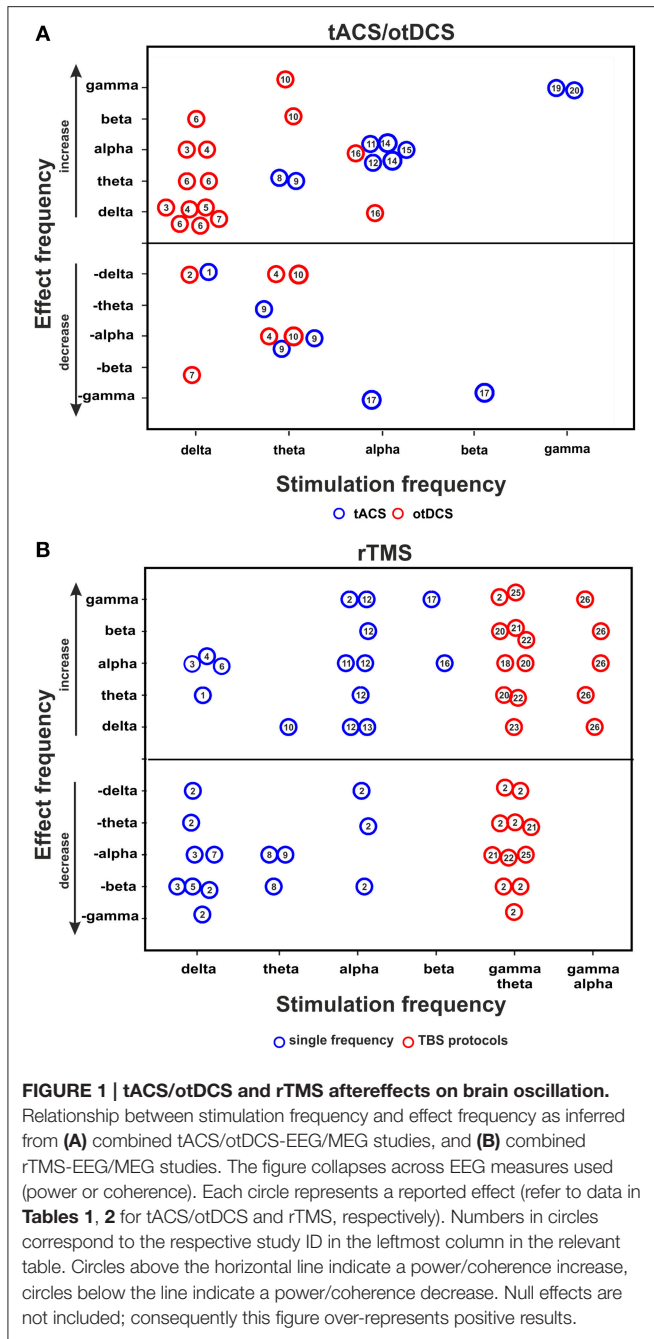 A
tACS/otDCS
gamma
10
19 20
beta
6
10
alpha
3 4
16 11 14 15
12 14
theta
6 6
8 9
delta
3 4 5 7
6 6
16
-delta
2 1
4 10
-theta
9
-alpha
4 10 9
9
-beta
7
-gamma
17
17
Effect frequency
increase
decrease
delta theta alpha beta gamma
Stimulation frequency
tACS otDCS
B
rTMS
gamma
2 12
17
2 25
26
beta
12
20 21 22
26
alpha
3 4 6
11 12
16
18 20
26
theta
1
12
20 22
26
delta
10
12 13
23
26
-delta
2
2
2 2
-theta
2
2
2 2 21
-alpha
3 7
8 9
21 22 25
-beta
3 5 2
8
2
2 2
-gamma
2
2
Effect frequency
increase
decrease
delta theta alpha beta gamma gamma
theta alpha
Stimulation frequency
single frequency TBS protocols
FIGURE 1 | tACS/otDCS and rTMS aftereffects on brain oscillation.
Relationship between stimulation frequency and effect frequency as inferred
from (A) combined tACS/otDCS-EEG/MEG studies, and (B) combined
rTMS-EEG/MEG studies. The figure collapses across EEG measures used
(power or coherence). Each circle represents a reported effect (refer to data in
Tables 1, 2 for tACS/otDCS and rTMS, respectively). Numbers in circles
correspond to the respective study ID in the leftmost column in the relevant
table. Circles above the horizontal line indicate a power/coherence increase,
circles below the line indicate a power/coherence decrease. Null effects are
not included; consequently this figure over-represents positive results.